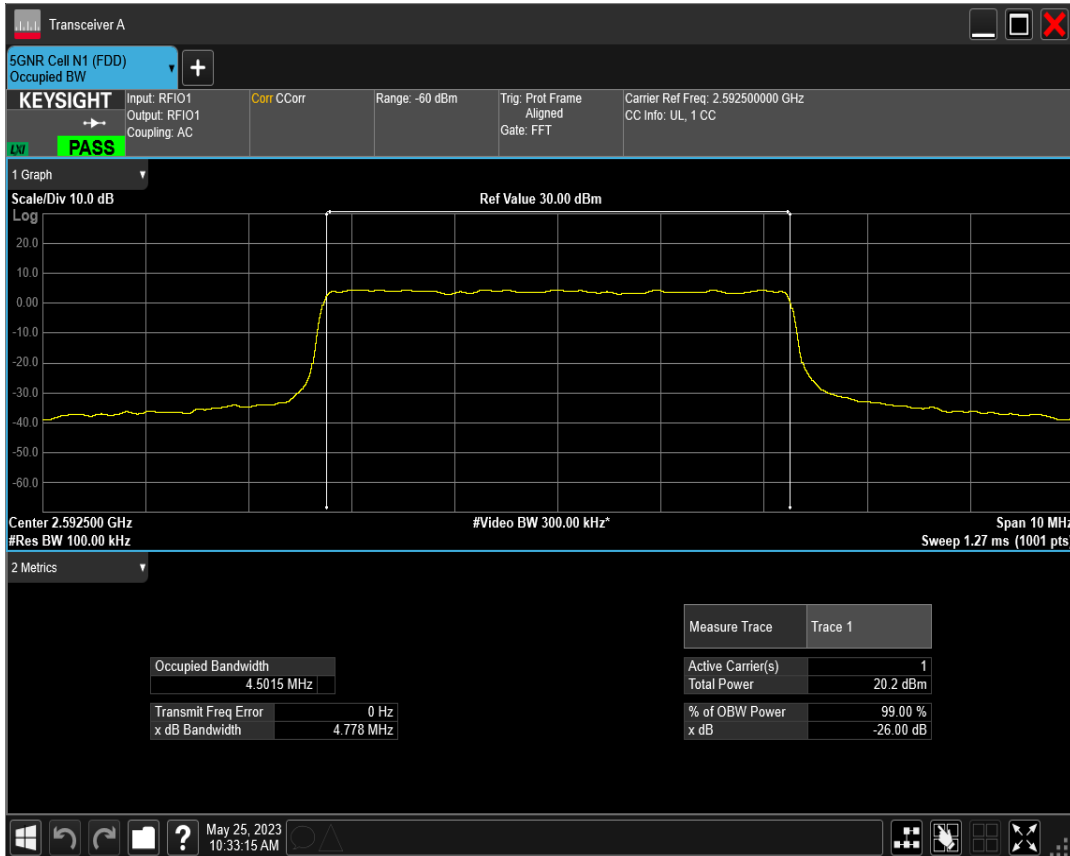 Transceiver A
5GNR Cell N1 (FDD)
Occupied BW
+
KEYSIGHT
LXI
PASS
Input: RFIO1
Output: RFIO1
Coupling: AC
Corr CCorr
Range: -60 dBm
Trig: Prot Frame
Aligned
Gate: FFT
Carrier Ref Freq: 2.592500000 GHz
CC Info: UL, 1 CC
1 Graph
Scale/Div 10.0 dB
Ref Value 30.00 dBm
Log
20.0
10.0
0.00
-10.0
-20.0
-30.0
-40.0
-50.0
-60.0
Center 2.592500 GHz
#Video BW 300.00 kHz*
Span 10 MHz
#Res BW 100.00 kHz
Sweep 1.27 ms (1001 pts)
2 Metrics
Measure Trace Trace 1
Occupied Bandwidth
4.5015 MHz
Active Carrier(s) 1
Total Power 20.2 dBm
Transmit Freq Error 0 Hz
x dB Bandwidth 4.778 MHz
% of OBW Power 99.00 %
x dB -26.00 dB
?
May 25, 2023
10:33:15 AM